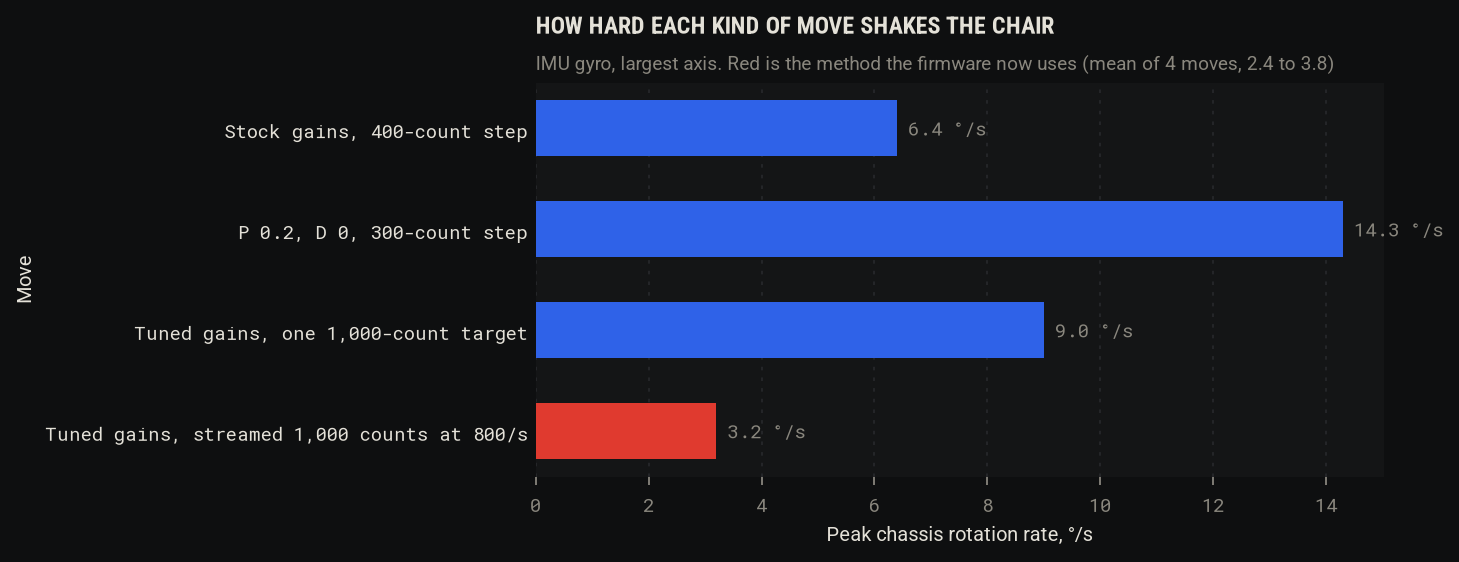 HOW HARD EACH KIND OF MOVE SHAKES THE CHAIR
IMU gyro, largest axis. Red is the method the firmware now uses (mean of 4 moves, 2.4 to 3.8)
Move
Stock gains, 400-count step
6.4 °/s
P 0.2, D 0, 300-count step
14.3 °/s
Tuned gains, one 1,000-count target
9.0 °/s
Tuned gains, streamed 1,000 counts at 800/s
3.2 °/s
0 2 4 6 8 10 12 14
Peak chassis rotation rate, °/s